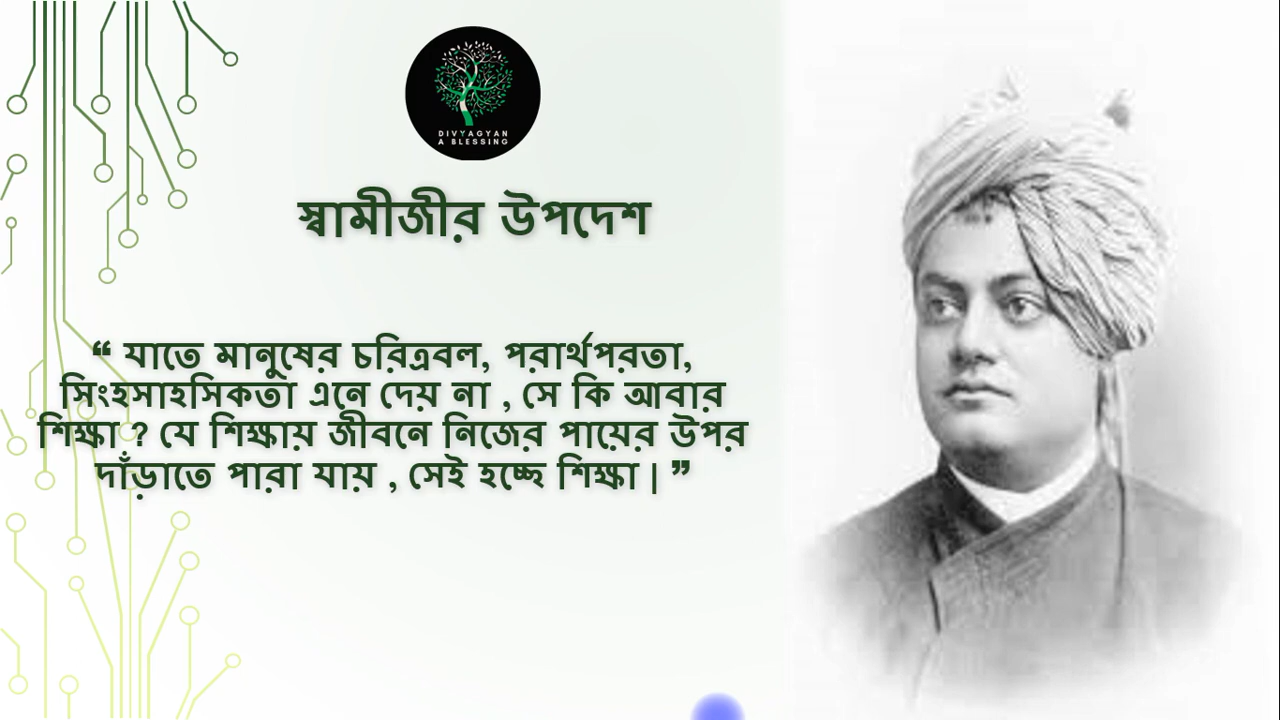 DIVYAGYAN
A BLESSING
স্বামীজীর উপদেশ
❝ যাতে মানুষের চরিত্রবল, পরার্থপরতা,
সিংহসাহসিকতা এনে দেয় না , সে কি আবার
শিক্ষা ? যে শিক্ষায় জীবনে নিজের পায়ের উপর
দাঁড়াতে পারা যায় , সেই হচ্ছে শিক্ষা | ❞